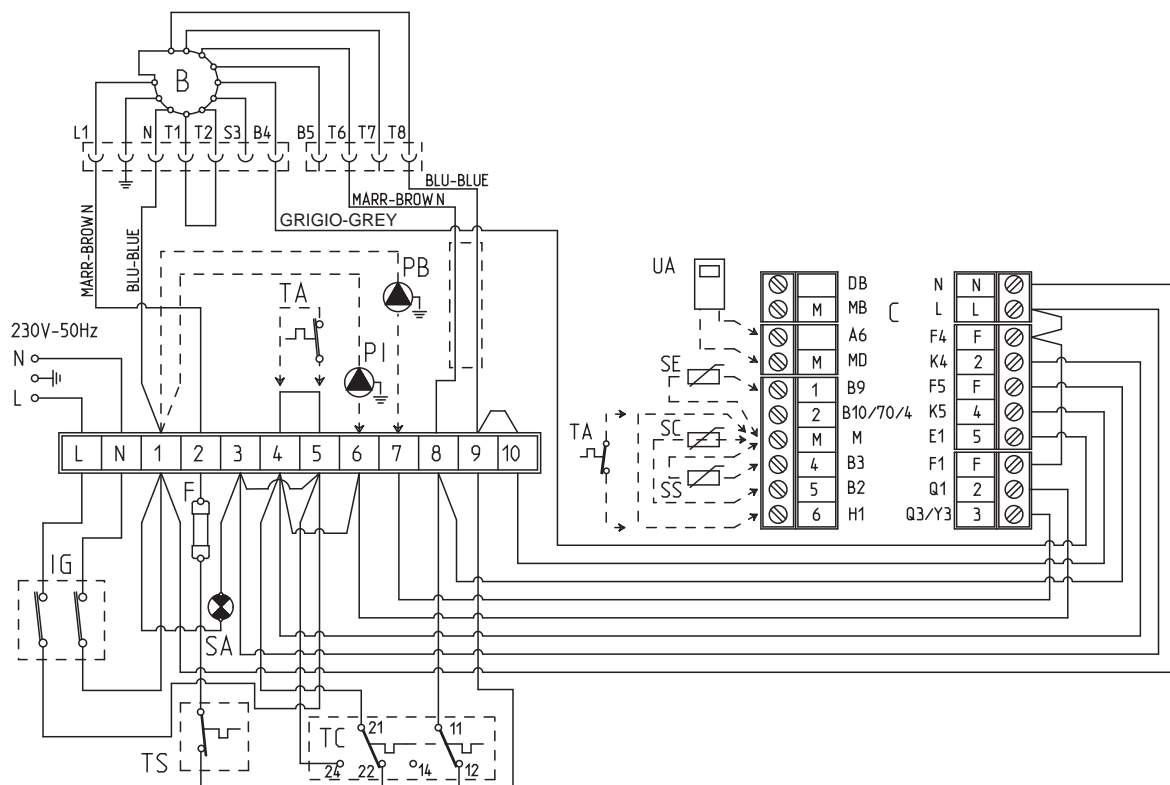 B
L1 N T1 T2 S3 B4 B5 T6 T7 T8
BLU-BLUE
MARR-BROWN
GRIGIO-GREY
MARR-BROWN
BLU-BLUE
PB
TA
PI
230V-50Hz
N
L
L N 1 2 3 4 5 6 7 8 9 10
F
IG
SA
TS
TC
21
11
24 22 14 12
UA
SE
SC
SS
TA
C
DB
M MB
A6
M MD
1 B9
2 B10/70/4
M M
4 B3
5 B2
6 H1
N N
L L
F4 F
K4 2
F5 F
K5 4
E1 5
F1 F
Q1 2
Q3/Y3 3